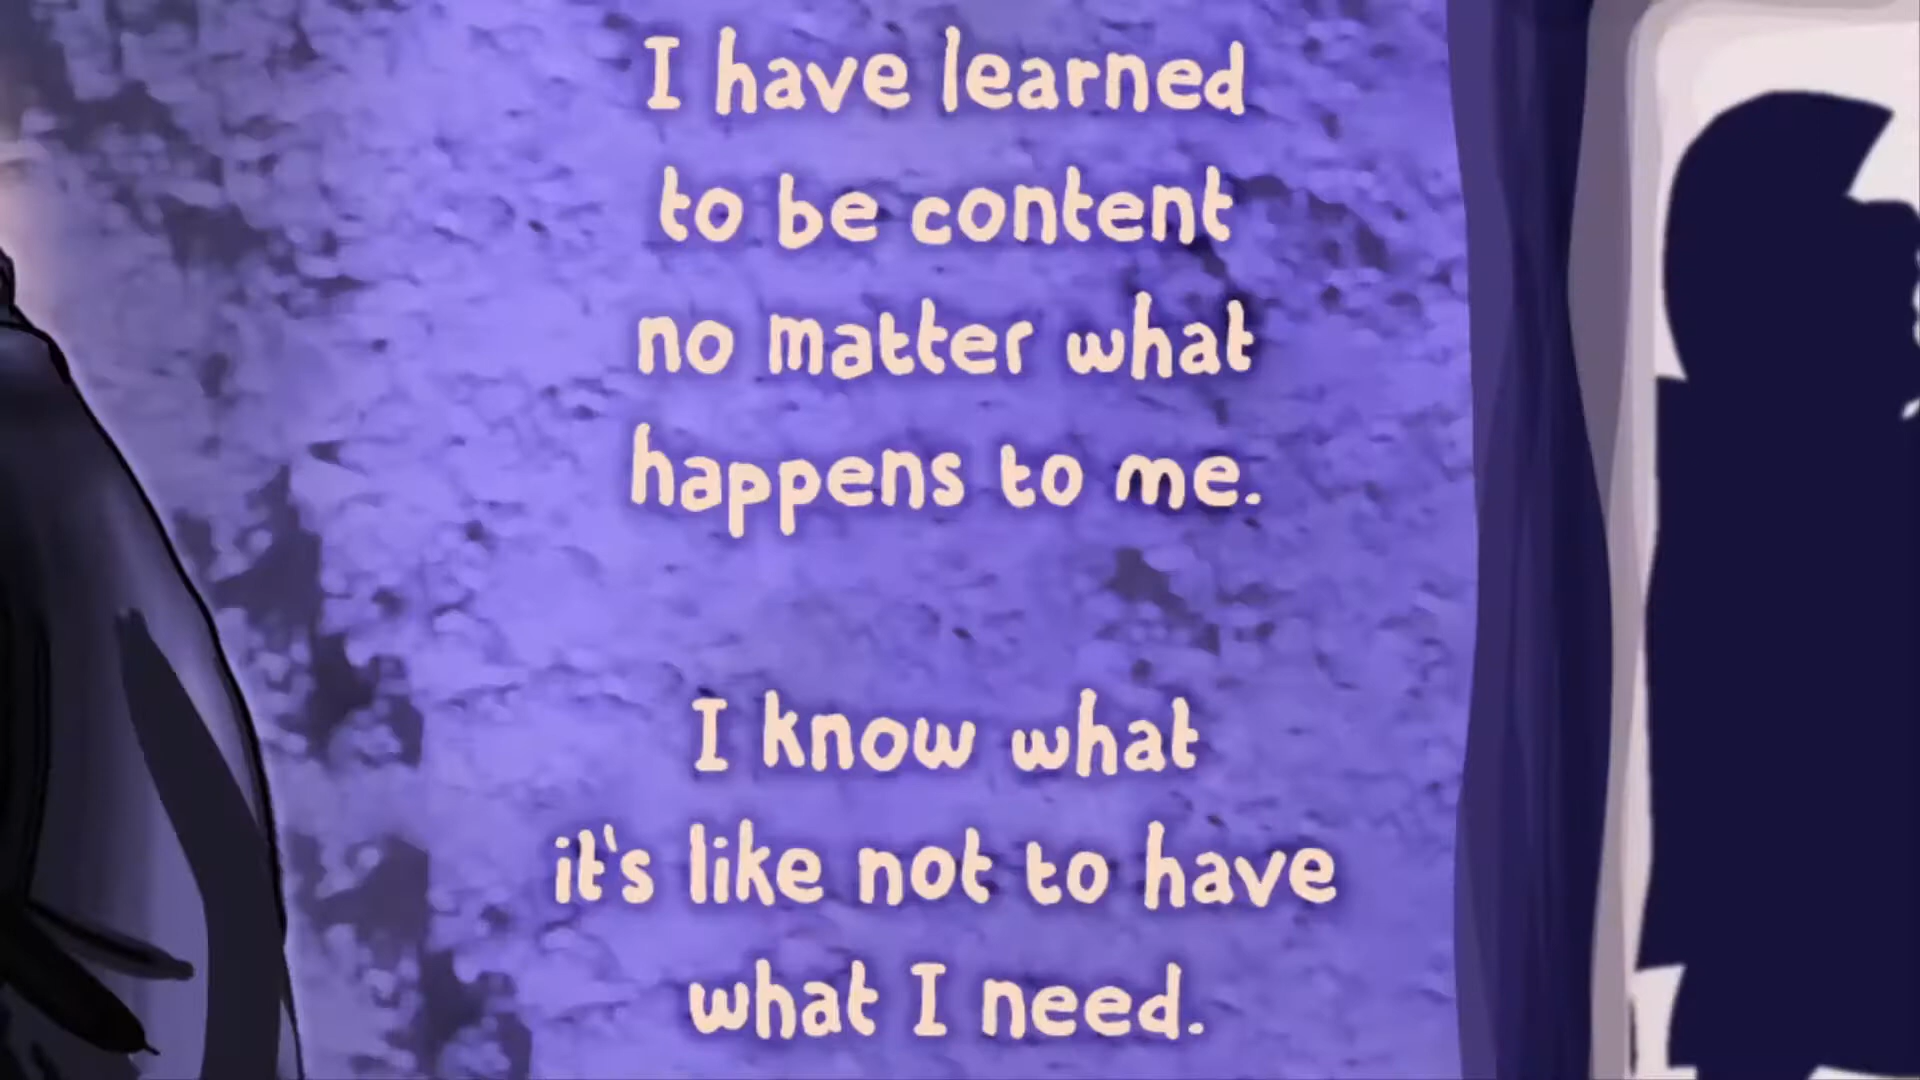 I have learned
to be content
no matter what
happens to me.
I know what
it's like not to have
what I need.